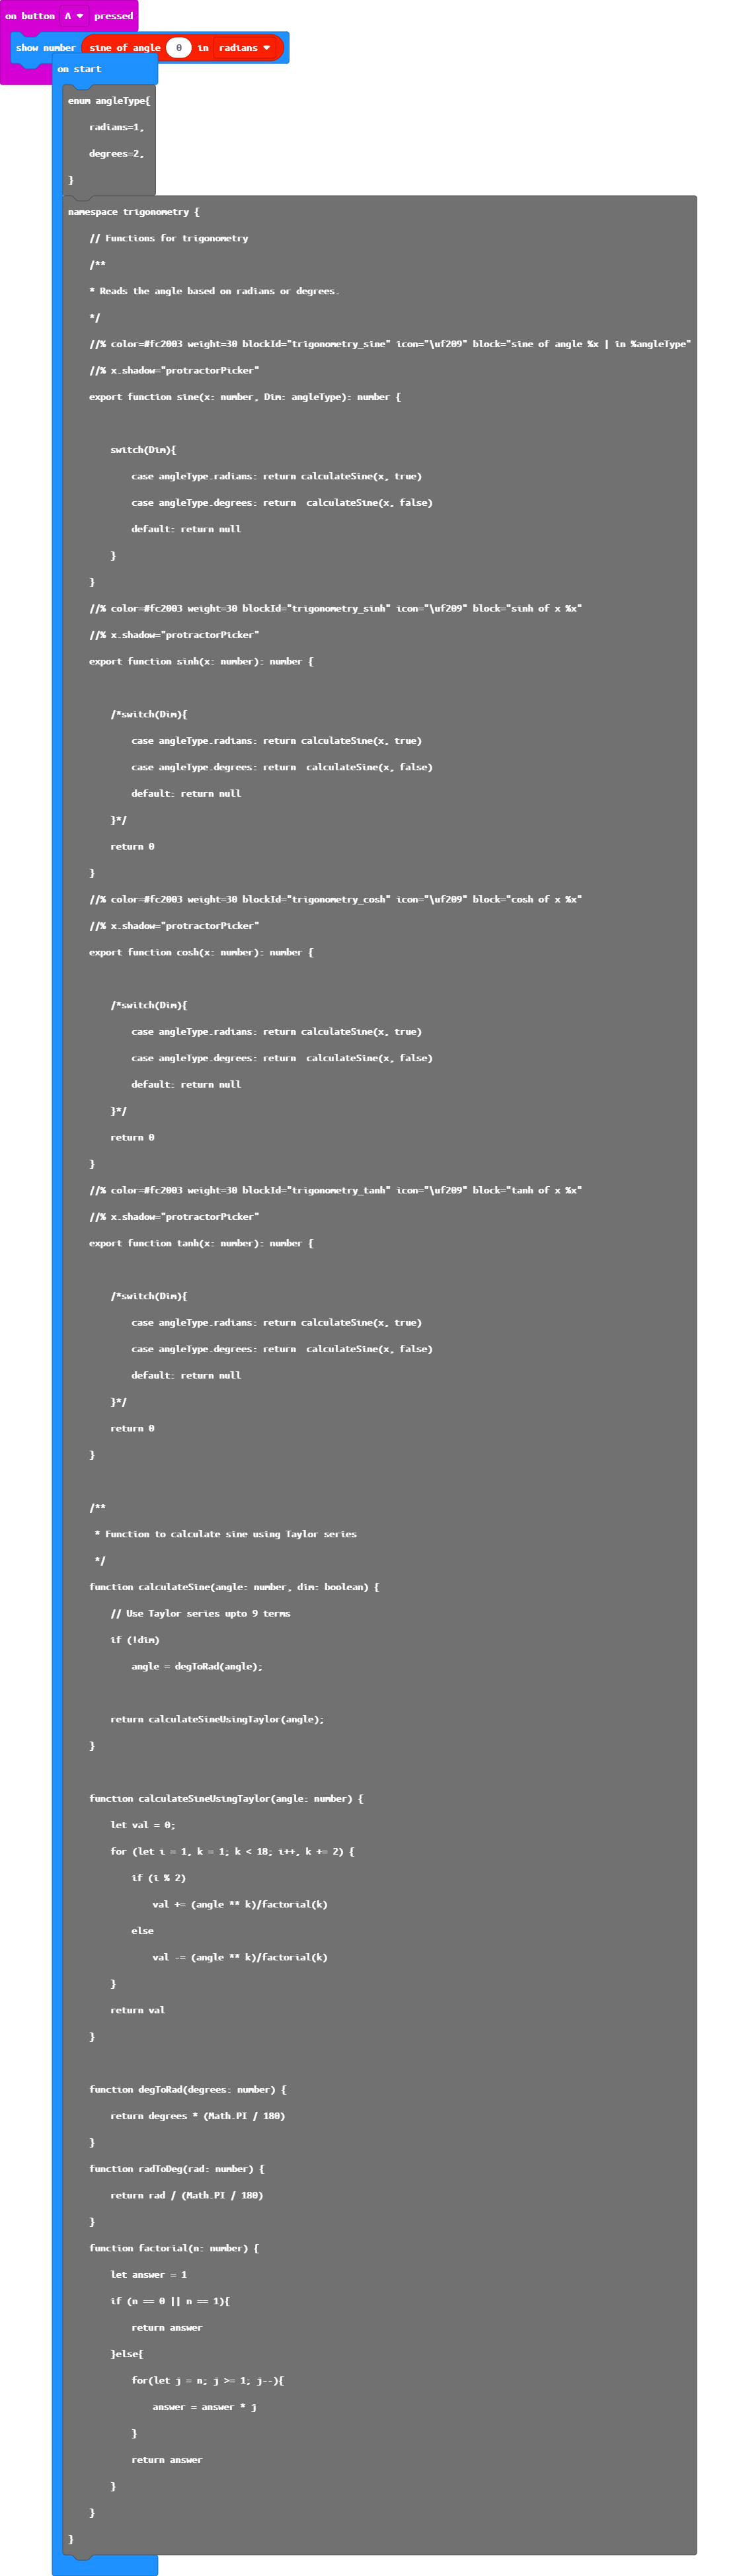 on button A pressed
show number sine of angle 0 in radians
on start
enum angleType{
radians=1,
degrees=2,
}
namespace trigonometry {
// Functions for trigonometry
/**
* Reads the angle based on radians or degrees.
*/
//% color=#fc2003 weight=30 blockId="trigonometry_sine" icon="\uf209" block="sine of angle %x | in %angleType"
//% x.shadow="protractorPicker"
export function sine(x: number, Dim: angleType): number {
switch(Dim){
case angleType.radians: return calculateSine(x, true)
case angleType.degrees: return  calculateSine(x, false)
default: return null
}
}
//% color=#fc2003 weight=30 blockId="trigonometry_sinh" icon="\uf209" block="sinh of x %x"
//% x.shadow="protractorPicker"
export function sinh(x: number): number {
/*switch(Dim){
case angleType.radians: return calculateSine(x, true)
case angleType.degrees: return  calculateSine(x, false)
default: return null
}*/
return 0
}
//% color=#fc2003 weight=30 blockId="trigonometry_cosh" icon="\uf209" block="cosh of x %x"
//% x.shadow="protractorPicker"
export function cosh(x: number): number {
/*switch(Dim){
case angleType.radians: return calculateSine(x, true)
case angleType.degrees: return  calculateSine(x, false)
default: return null
}*/
return 0
}
//% color=#fc2003 weight=30 blockId="trigonometry_tanh" icon="\uf209" block="tanh of x %x"
//% x.shadow="protractorPicker"
export function tanh(x: number): number {
/*switch(Dim){
case angleType.radians: return calculateSine(x, true)
case angleType.degrees: return  calculateSine(x, false)
default: return null
}*/
return 0
}
/**
* Function to calculate sine using Taylor series
*/
function calculateSine(angle: number, dim: boolean) {
// Use Taylor series upto 9 terms
if (!dim)
angle = degToRad(angle);
return calculateSineUsingTaylor(angle);
}
function calculateSineUsingTaylor(angle: number) {
let val = 0;
for (let i = 1, k = 1; k < 18; i++, k += 2) {
if (i % 2)
val += (angle ** k)/factorial(k)
else
val -= (angle ** k)/factorial(k)
}
return val
}
function degToRad(degrees: number) {
return degrees * (Math.PI / 180)
}
function radToDeg(rad: number) {
return rad / (Math.PI / 180)
}
function factorial(n: number) {
let answer = 1
if (n == 0 || n == 1){
return answer
}else{
for(let j = n; j >= 1; j--){
answer = answer * j
}
return answer
}
}
}